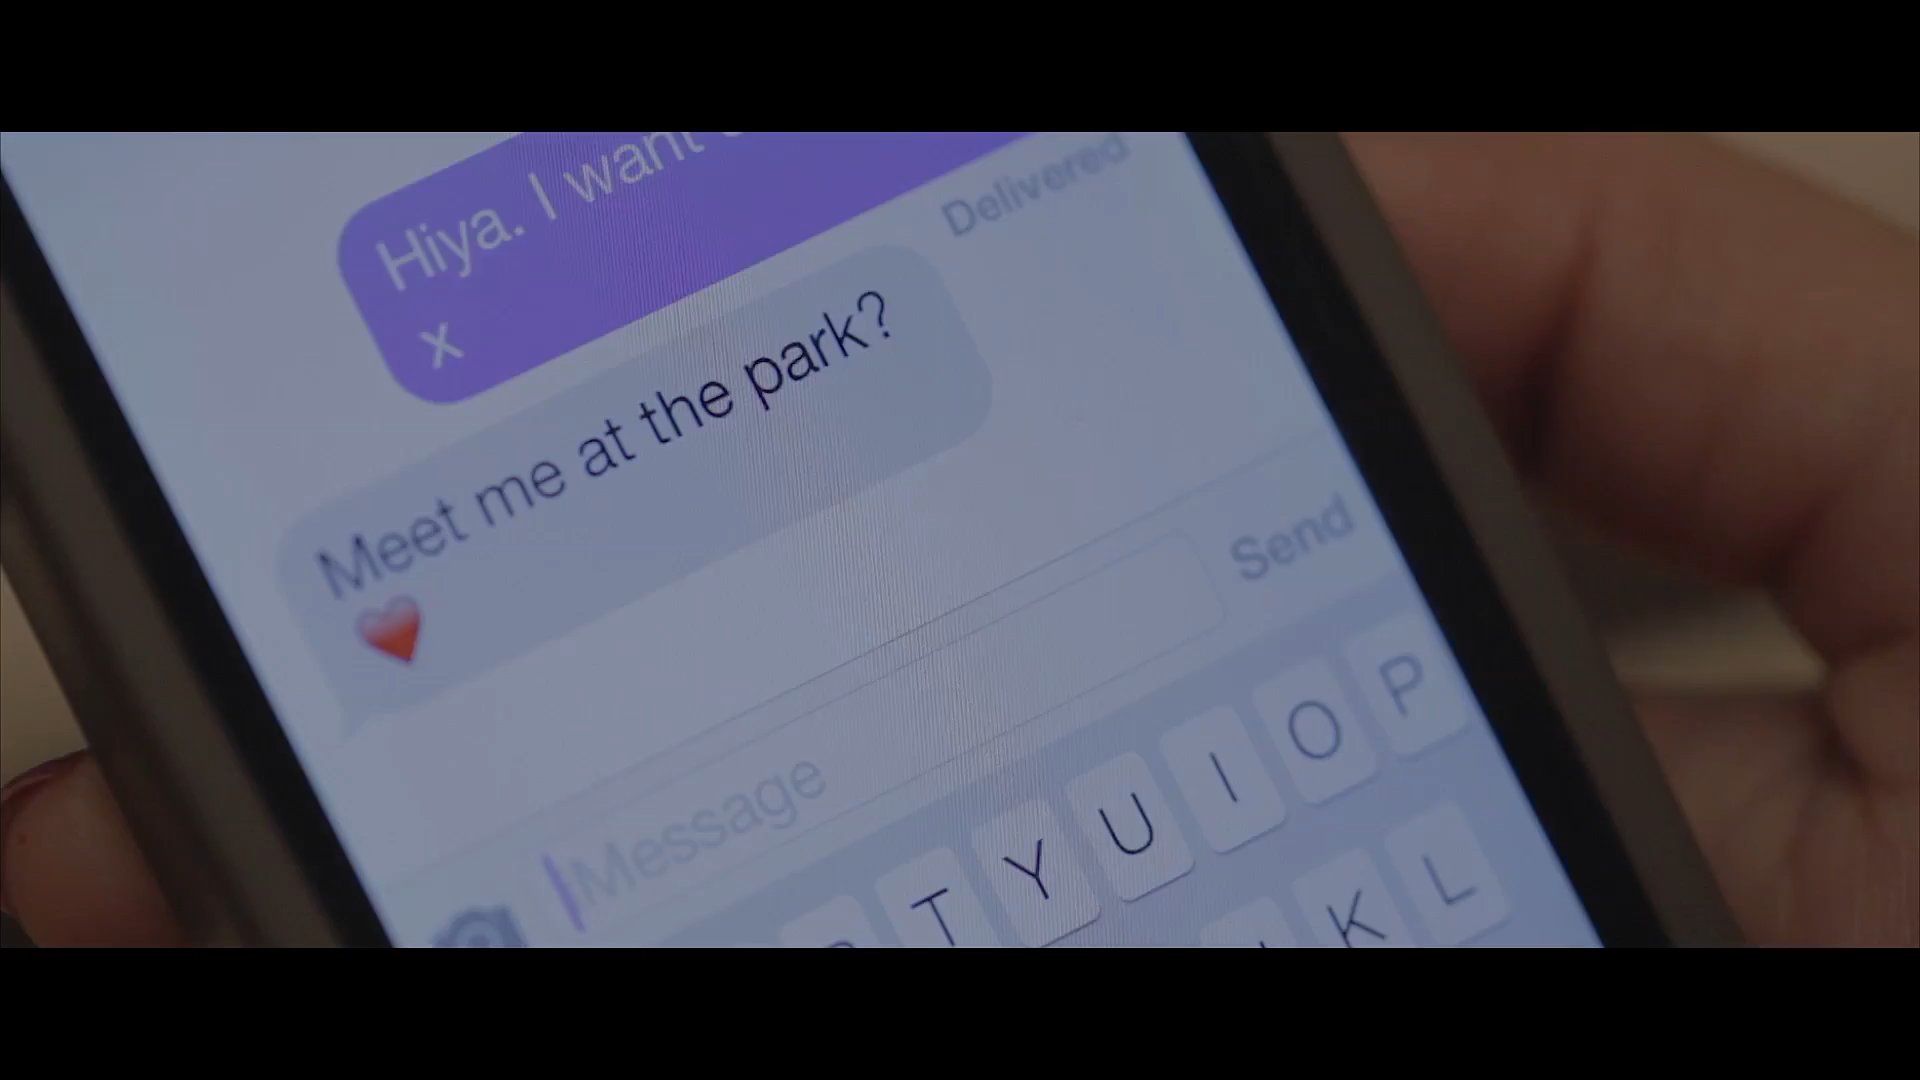 Hiya. I want
x
Delivered
Meet me at the park?
❤️
Message
Send
T Y U I O P
K L